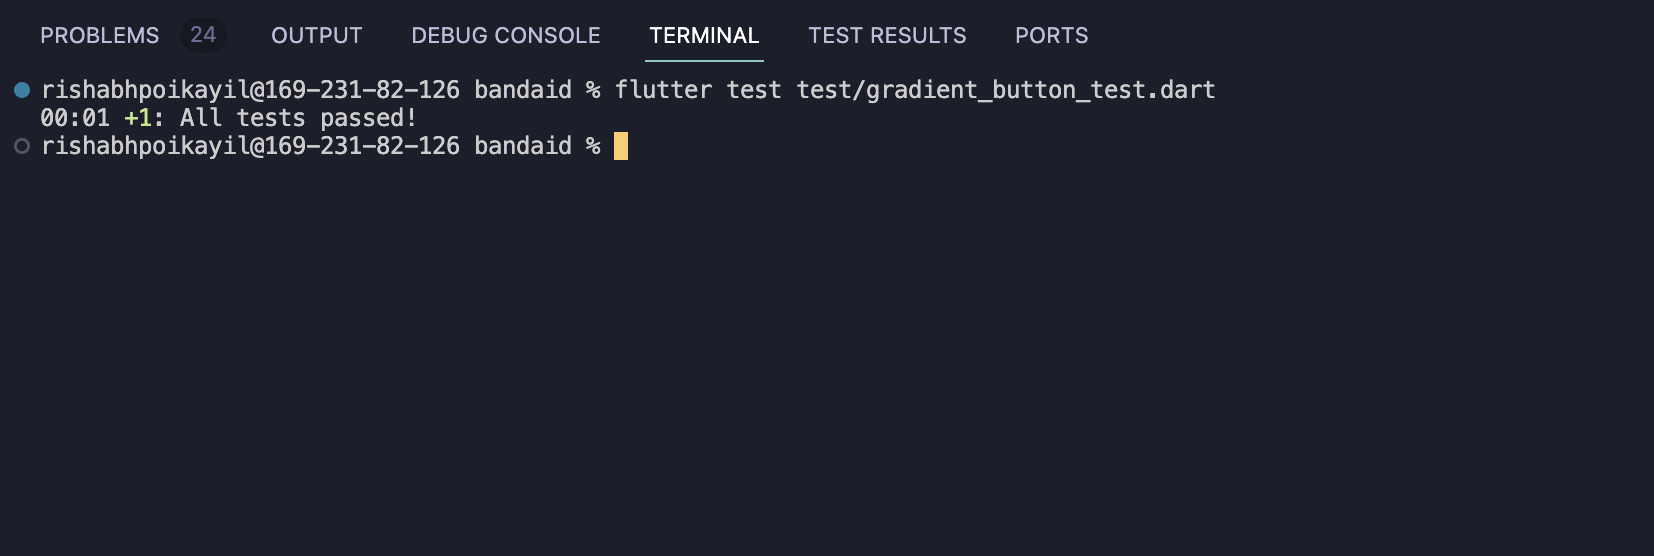 PROBLEMS 24 OUTPUT DEBUG CONSOLE TERMINAL TEST RESULTS PORTS
rishabhpoikayil@169-231-82-126 bandaid % flutter test test/gradient_button_test.dart
00:01 +1: All tests passed!
rishabhpoikayil@169-231-82-126 bandaid %